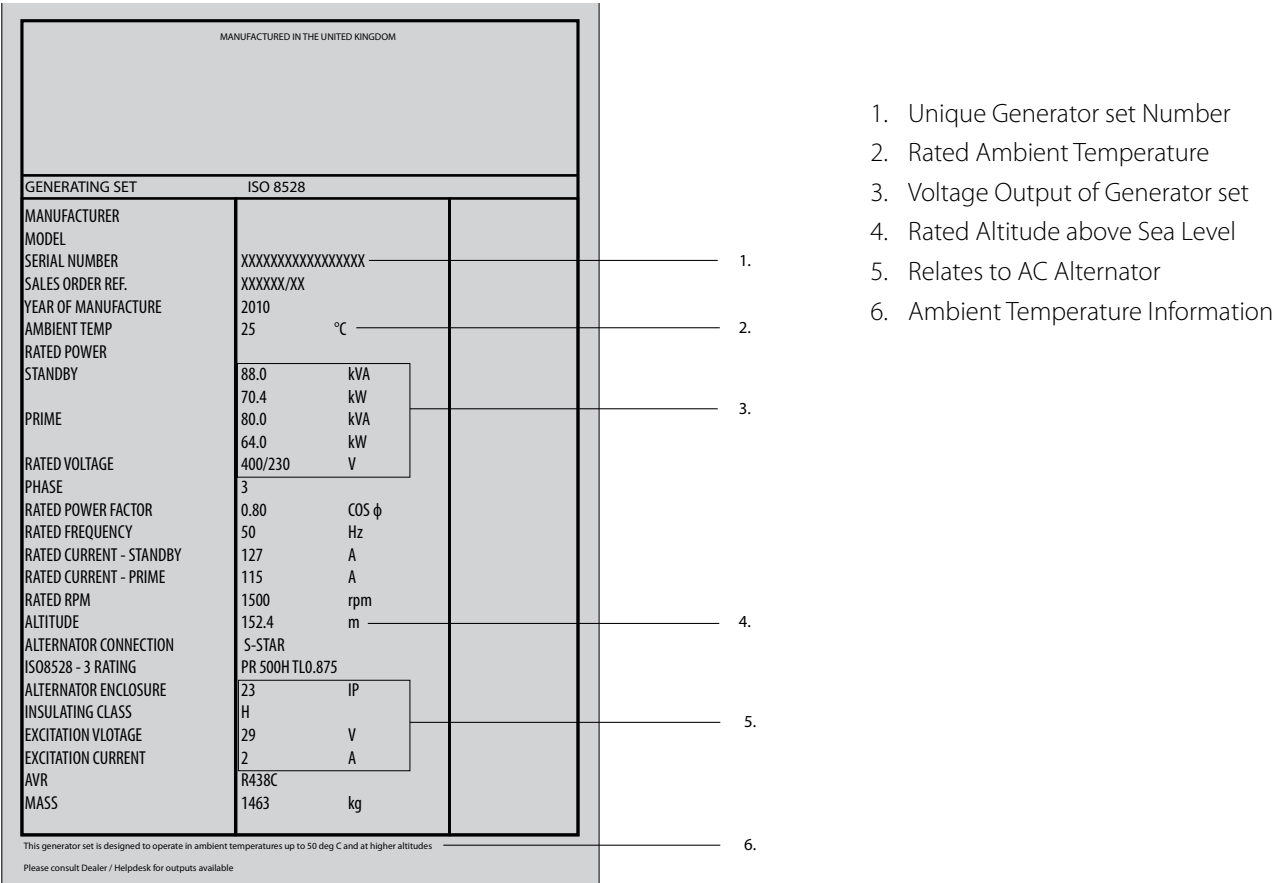 MANUFACTURED IN THE UNITED KINGDOM
GENERATING SET ISO 8528
MANUFACTURER
MODEL
SERIAL NUMBER XXXXXXXXXXXXXXXXX 1.
SALES ORDER REF. XXXXXX/XX
YEAR OF MANUFACTURE 2010
AMBIENT TEMP 25 °C 2.
RATED POWER
STANDBY 88.0 kVA
70.4 kW
3.
PRIME 80.0 kVA
64.0 kW
RATED VOLTAGE 400/230 V
PHASE 3
RATED POWER FACTOR 0.80 COS ϕ
RATED FREQUENCY 50 Hz
RATED CURRENT - STANDBY 127 A
RATED CURRENT - PRIME 115 A
RATED RPM 1500 rpm
ALTITUDE 152.4 m 4.
ALTERNATOR CONNECTION S-STAR
ISO8528 - 3 RATING PR 500H TL0.875
ALTERNATOR ENCLOSURE 23 IP
INSULATING CLASS H
5.
EXCITATION VLOTAGE 29 V
EXCITATION CURRENT 2 A
AVR R438C
MASS 1463 kg
This generator set is designed to operate in ambient temperatures up to 50 deg C and at higher altitudes 6.
Please consult Dealer / Helpdesk for outputs available
1. Unique Generator set Number
2. Rated Ambient Temperature
3. Voltage Output of Generator set
4. Rated Altitude above Sea Level
5. Relates to AC Alternator
6. Ambient Temperature Information